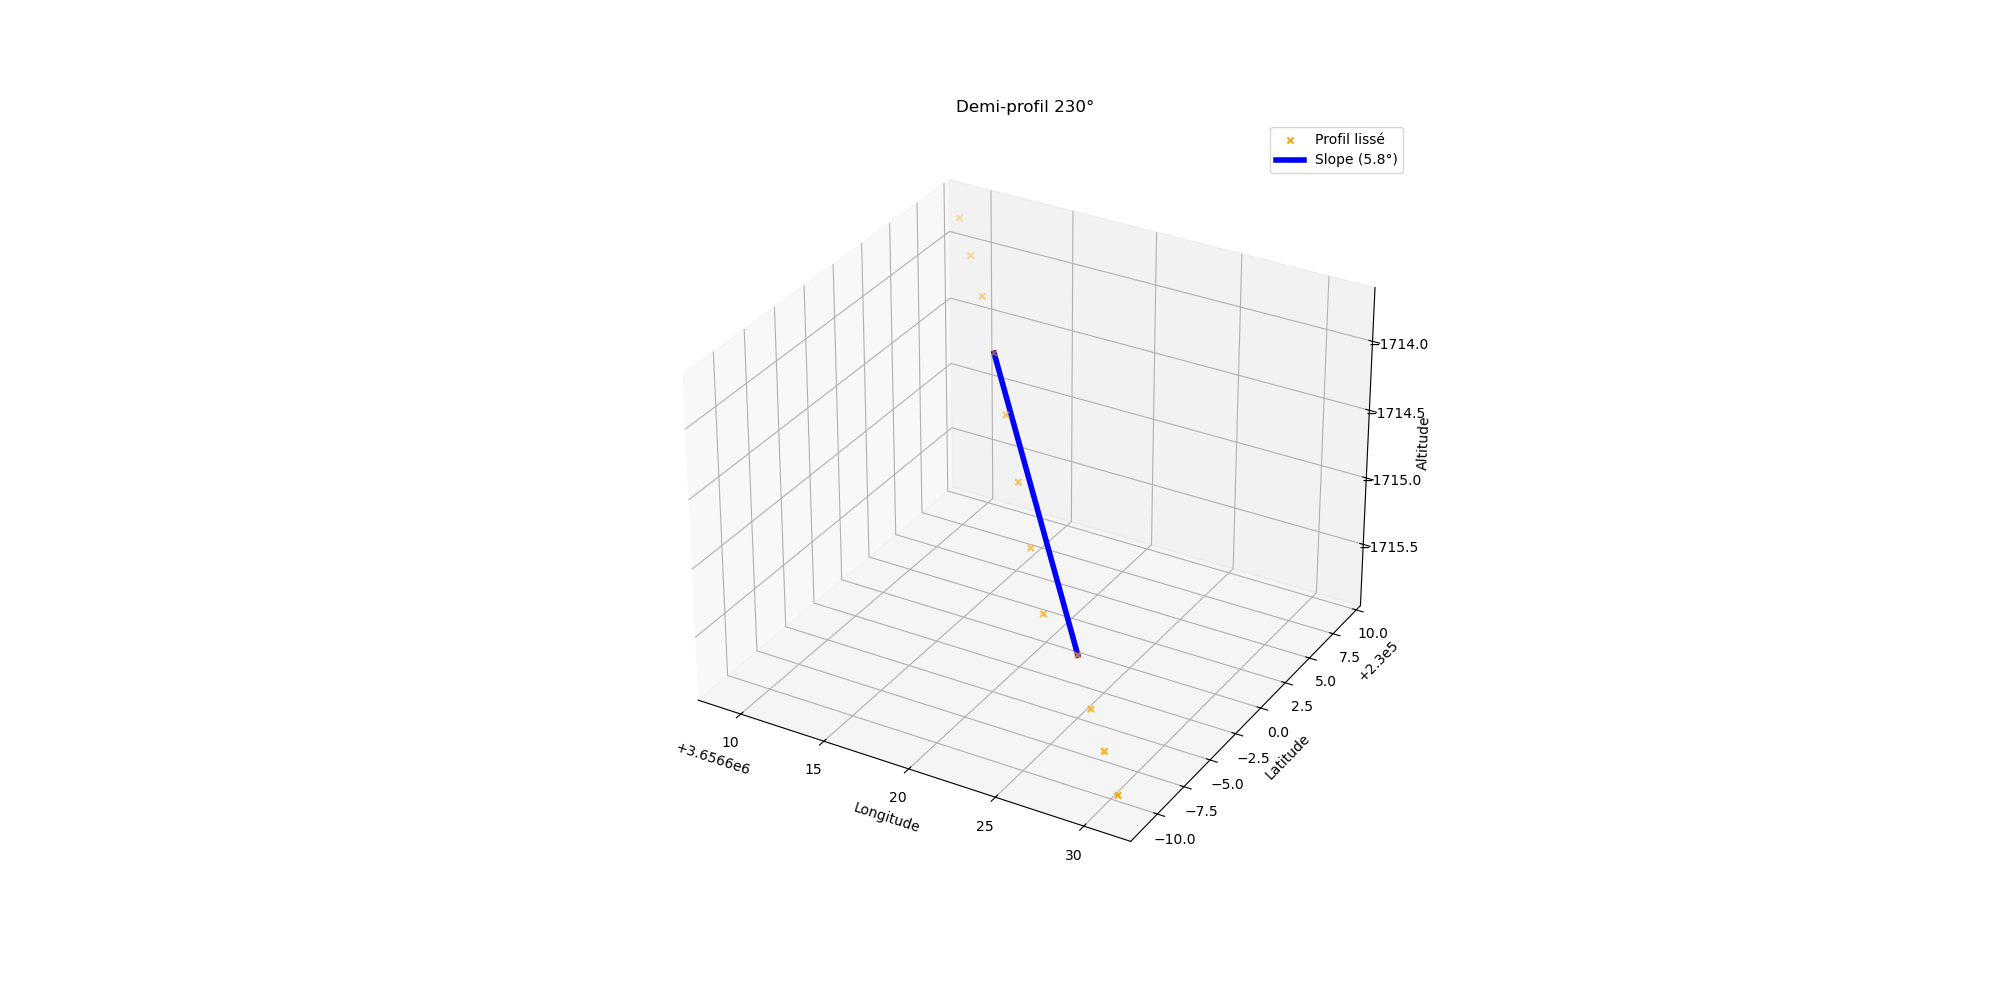 Demi-profil 230°
Profil lissé
Slope (5.8°)
−1714.0
−1714.5
−1715.0
−1715.5
Altitude
10.0
7.5
5.0
2.5
0.0
−2.5
−5.0
−7.5
−10.0
+2.3e5
Latitude
10
15
20
25
30
+3.6566e6
Longitude